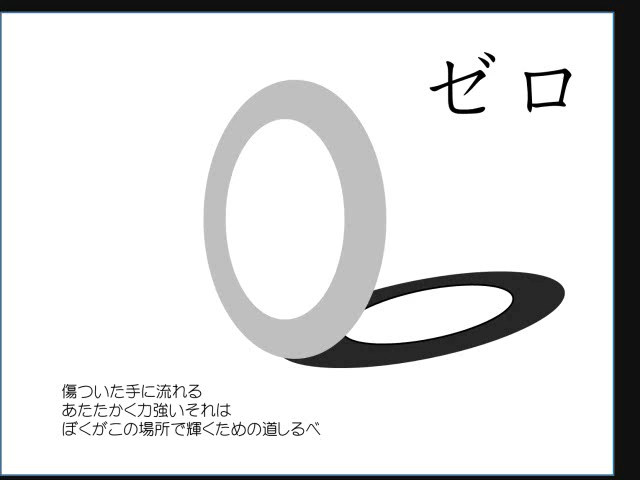 ゼロ
傷ついた手に流れる
あたたかく力強いそれは
ぼくがこの場所で輝くための道しるべ